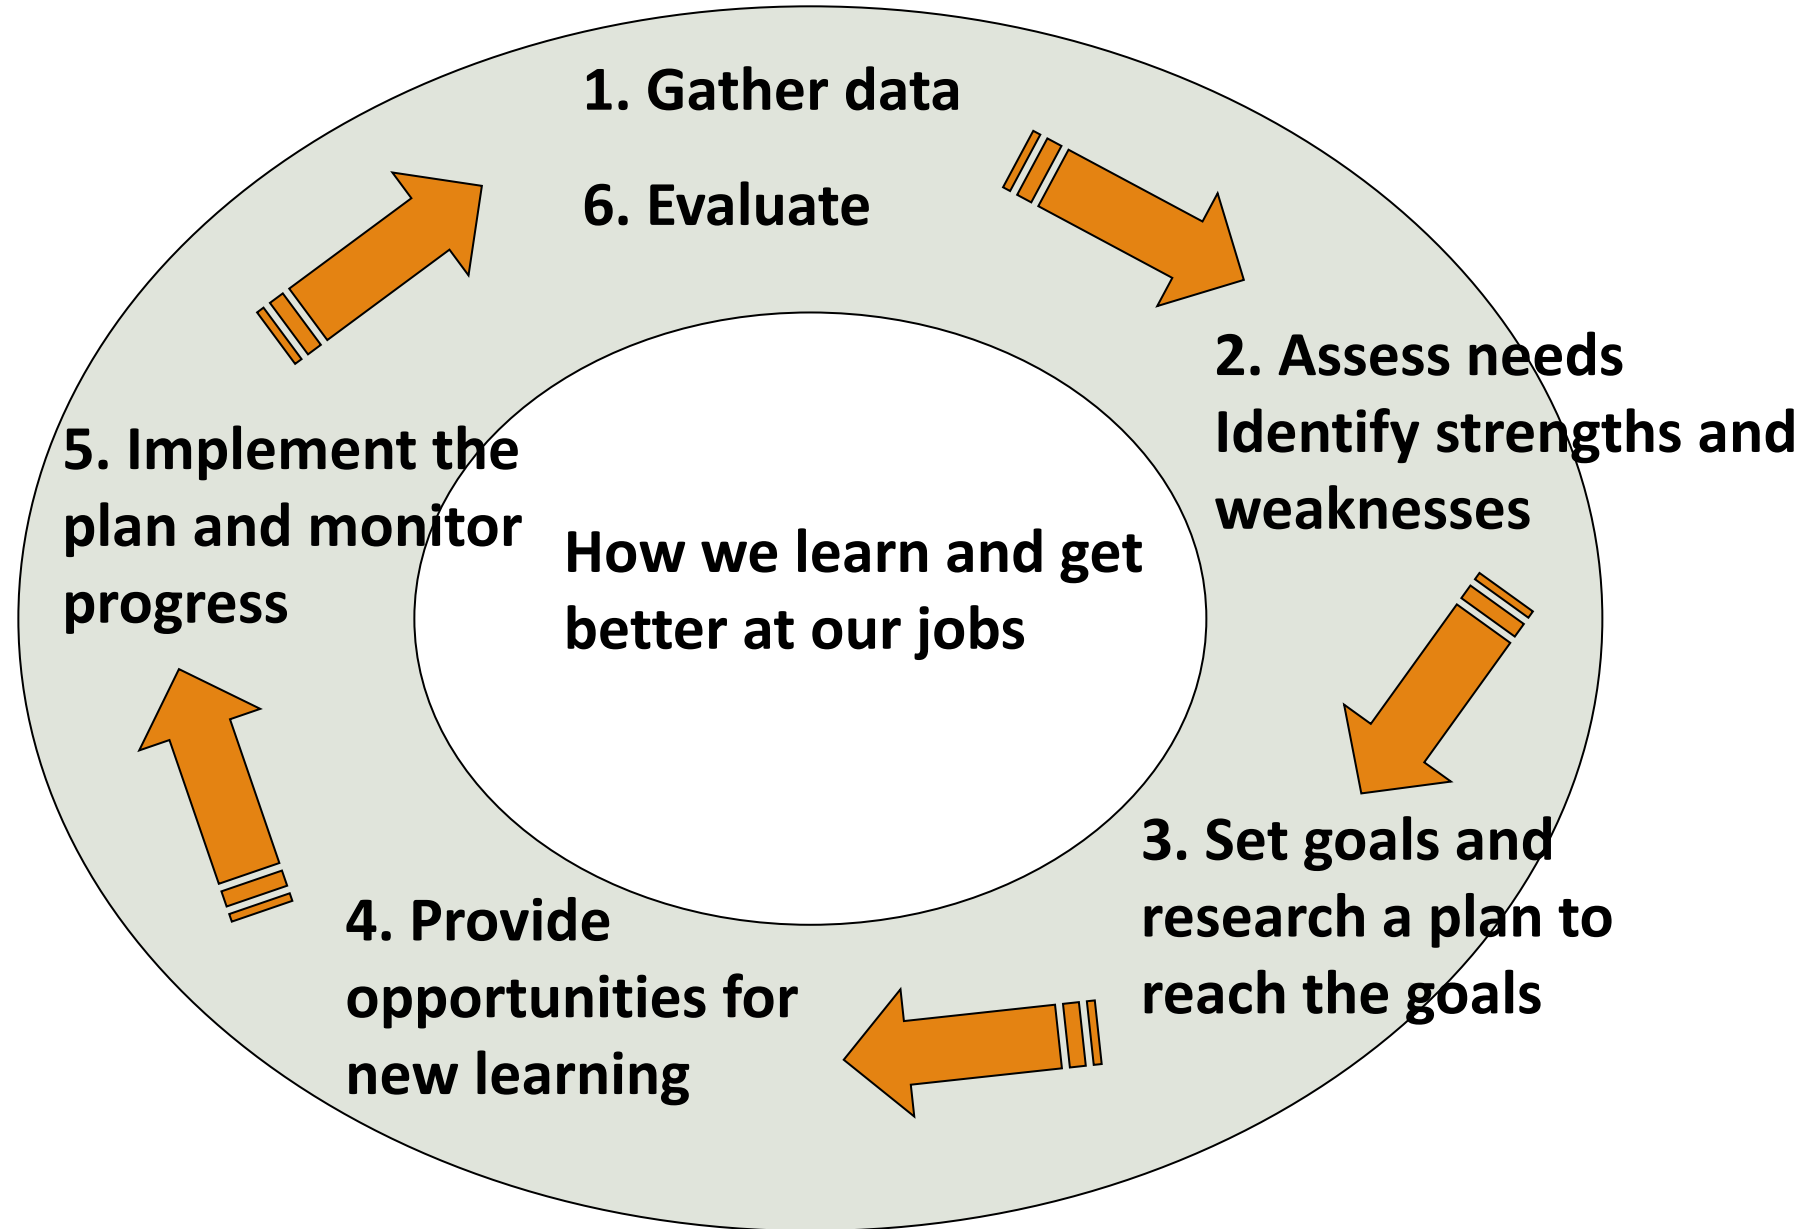 1. Gather data
6. Evaluate
2. Assess needs
Identify strengths and
weaknesses
3. Set goals and
research a plan to
reach the goals
4. Provide
opportunities for
new learning
5. Implement the
plan and monitor
progress
How we learn and get
better at our jobs